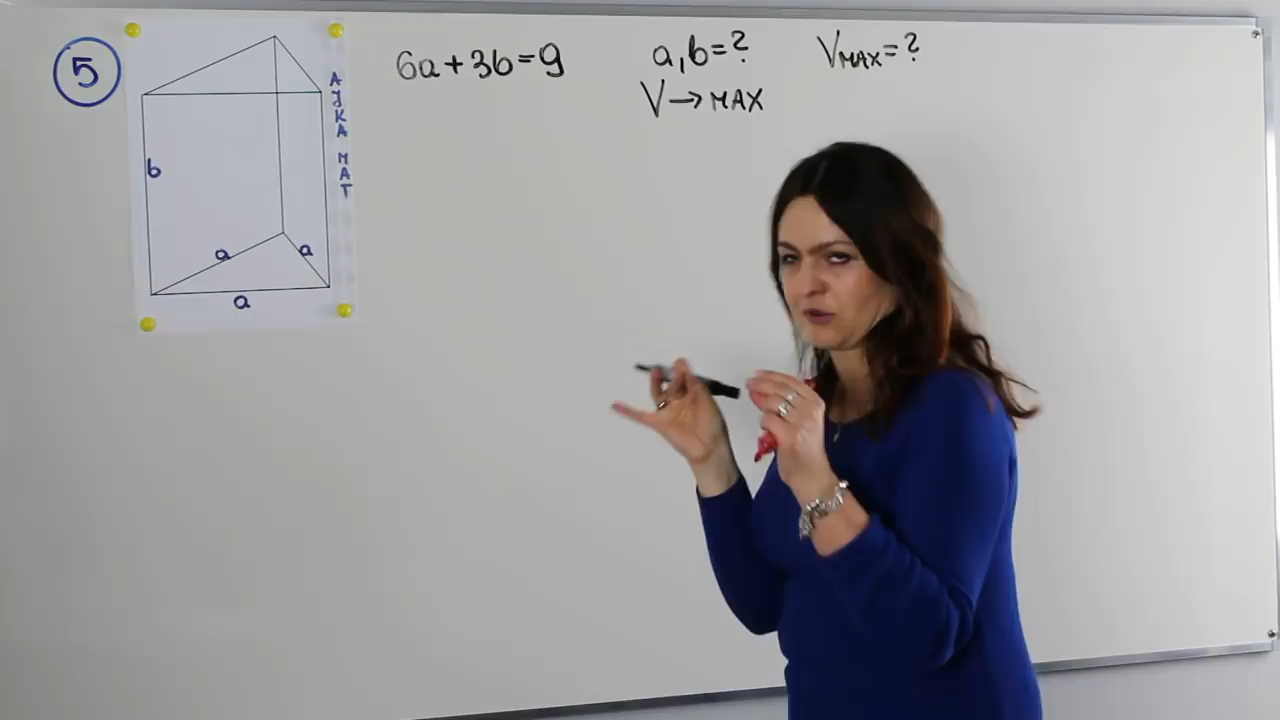 5
6a+3b=9
a,b=?
V→MAX
VMAX=?
b
a
a
a
AJKA MAT